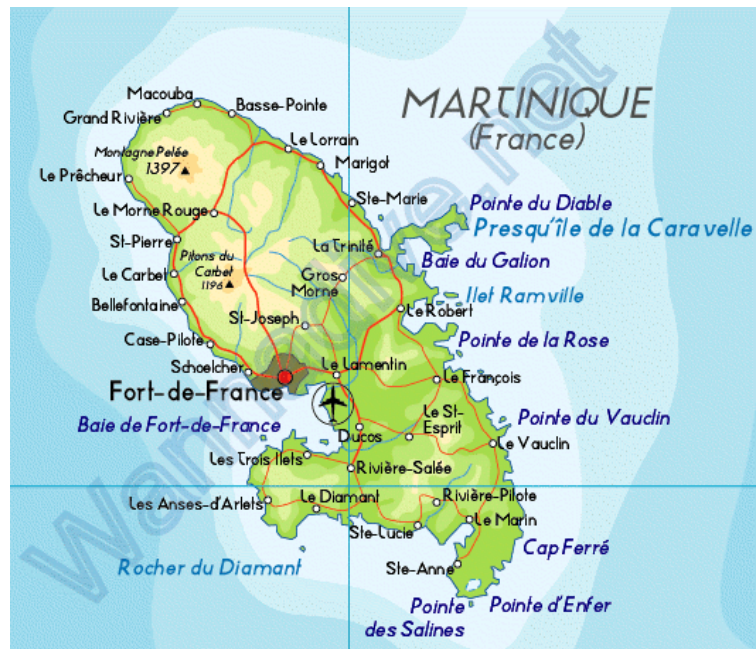 MARTINIQUE
(France)
Macouba
Grand Rivière
Basse-Pointe
Montagne Pelée
1397
Le Lorrain
Marigot
Le Prêcheur
Ste-Marie
Le Morne Rouge
Pointe du Diable
Presqu'île de la Caravelle
St-Pierre
La Trinité
Pitons du
Carbet
1196
Baie du Galion
Le Carbet
Gros
Morne
Bellefontaine
Ilet Ramville
St-Joseph
Le Robert
Case-Pilote
Pointe de la Rose
Schoelcher
Le Lamentin
Le François
Fort-de-France
Baie de Fort-de-France
Ducos
Le St-
Esprit
Pointe du Vauclin
Le Vauclin
Les Trois Ilets
Rivière-Salée
Les Anses-d'Arlets
Le Diamant
Rivière-Pilote
Le Marin
Ste-Lucie
Cap Ferré
Rocher du Diamant
Ste-Anne
Pointe
des Salines
Pointe d'Enfer
Wannadive.net